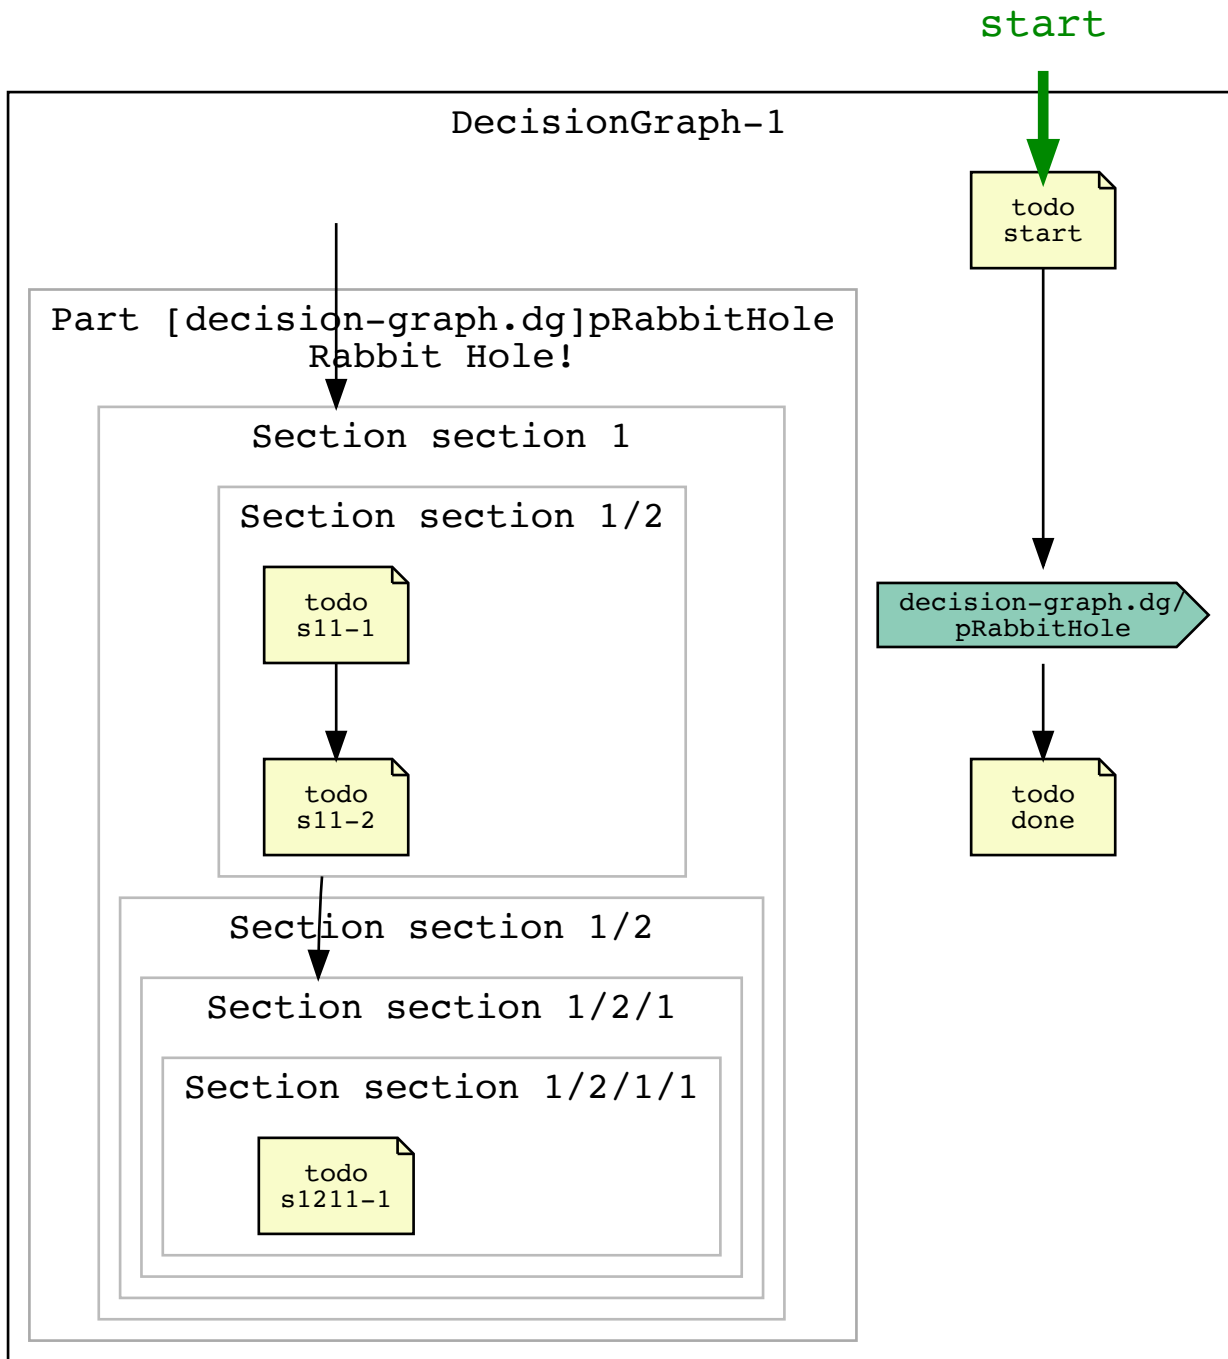 start
DecisionGraph-1
todo
start
Part [decision-graph.dg]pRabbitHole
Rabbit Hole!
Section section 1
Section section 1/2
todo
s11-1
decision-graph.dg/
pRabbitHole
todo
s11-2
todo
done
Section section 1/2
Section section 1/2/1
Section section 1/2/1/1
todo
s1211-1